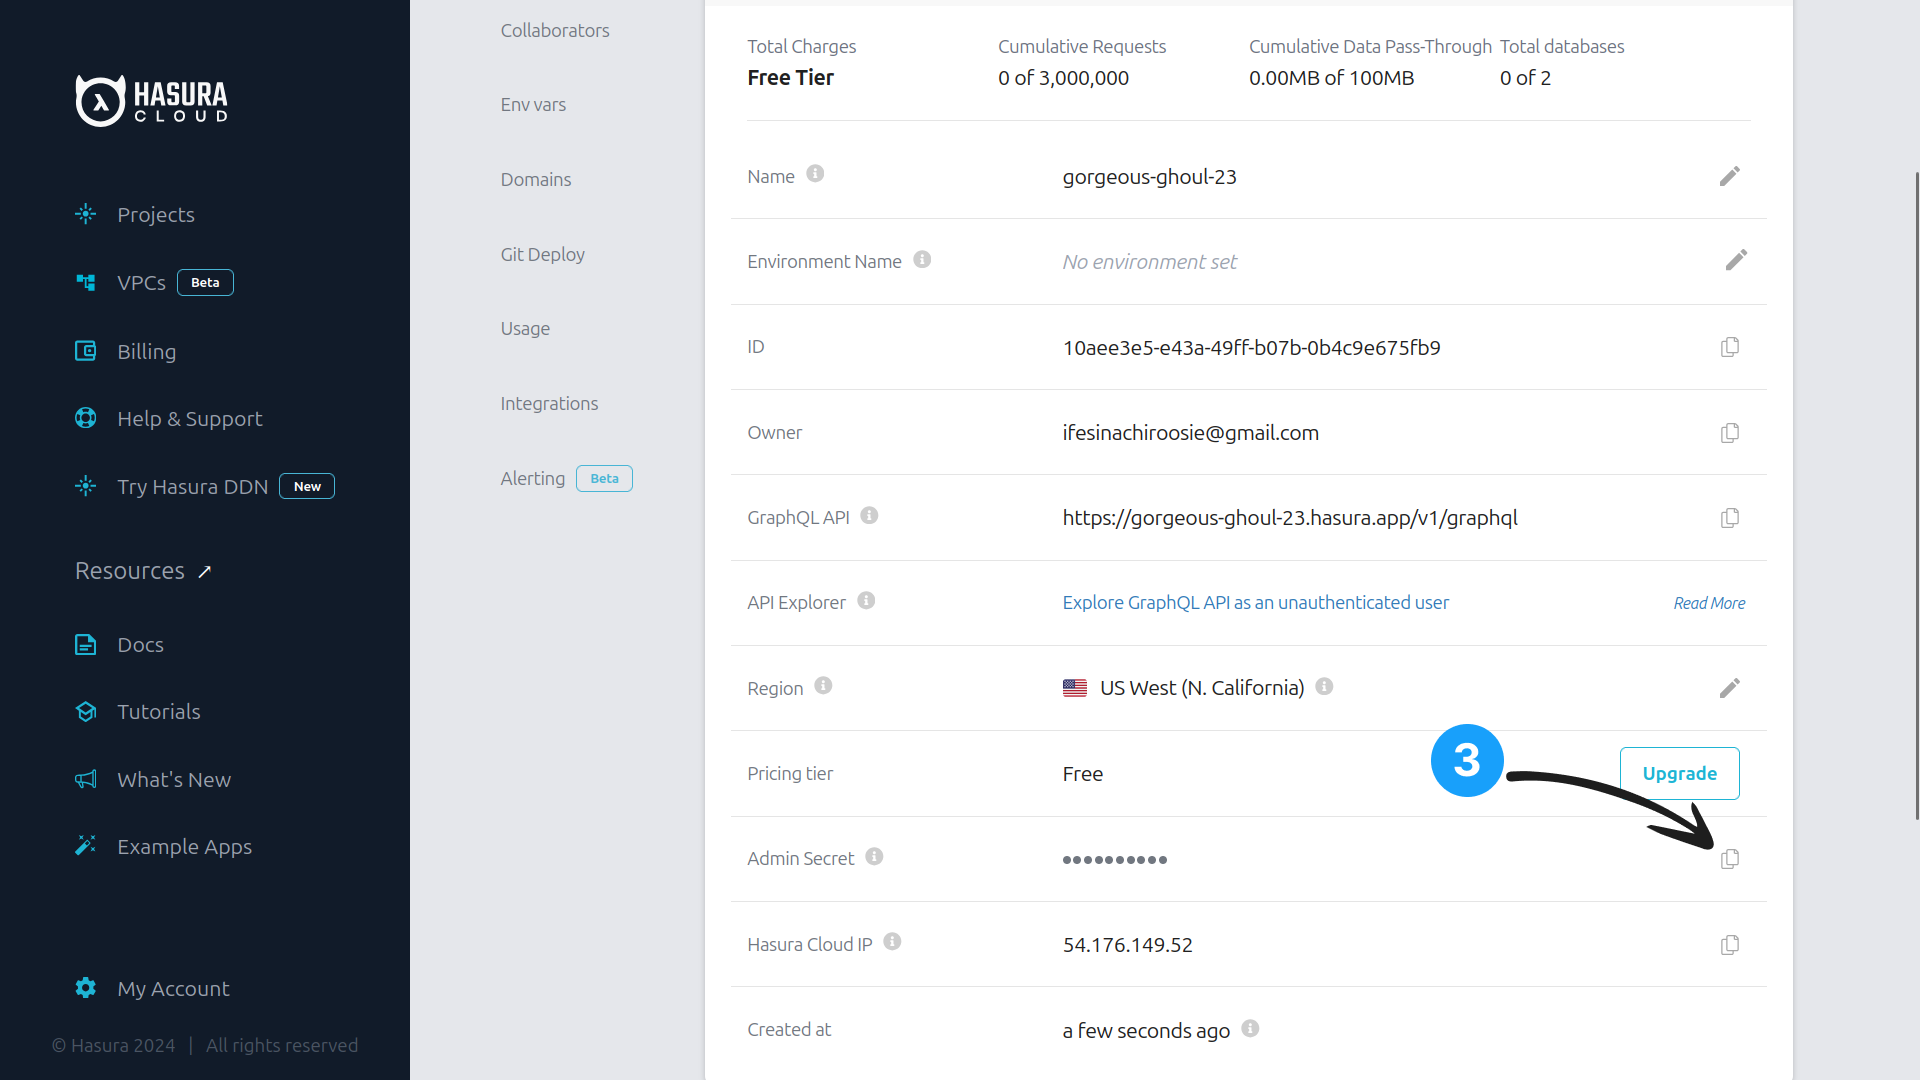 HASURA
CLOUD
Projects
VPCs Beta
Billing
Help & Support
Try Hasura DDN New
Resources ↗
Docs
Tutorials
What's New
Example Apps
My Account
© Hasura 2024 | All rights reserved
Collaborators
Env vars
Domains
Git Deploy
Usage
Integrations
Alerting Beta
Total Charges Cumulative Requests Cumulative Data Pass-Through Total databases
Free Tier 0 of 3,000,000 0.00MB of 100MB 0 of 2
Name gorgeous-ghoul-23
Environment Name No environment set
ID 10aee3e5-e43a-49ff-b07b-0b4c9e675fb9
Owner ifesinachiroosie@gmail.com
GraphQL API https://gorgeous-ghoul-23.hasura.app/v1/graphql
API Explorer Explore GraphQL API as an unauthenticated user Read More
Region US West (N. California)
3
Pricing tier Free Upgrade
Admin Secret ••••••••••
Hasura Cloud IP 54.176.149.52
Created at a few seconds ago